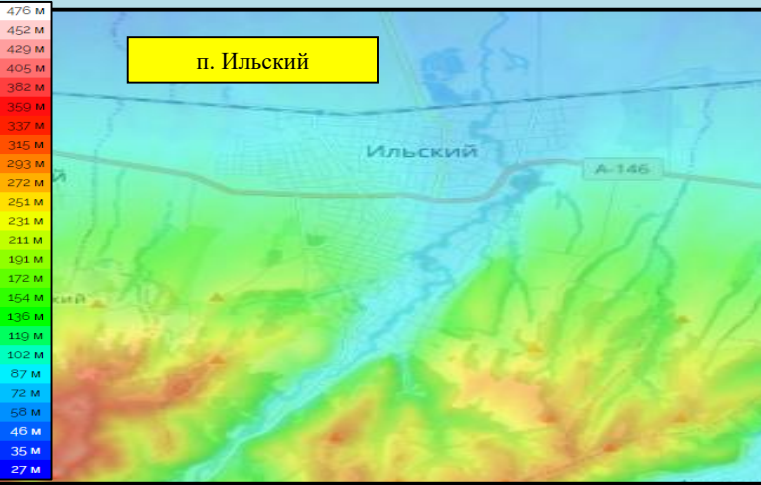 476 м
452 м
429 м
405 м
382 м
359 м
337 м
315 м
293 м
272 м
251 м
231 м
211 м
191 м
172 м
154 м
136 м
119 м
102 м
87 м
72 м
58 м
46 м
35 м
27 м
п. Ильский
Ильский
А-146
й
кий